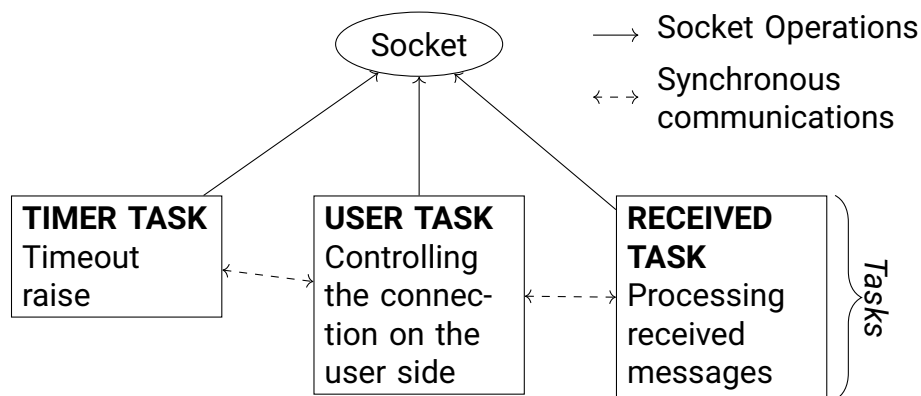 Socket
Socket Operations
Synchronous
communications
TIMER TASK
Timeout
raise
USER TASK
Controlling
the connec-
tion on the
user side
RECEIVED
TASK
Processing
received
messages
Tasks